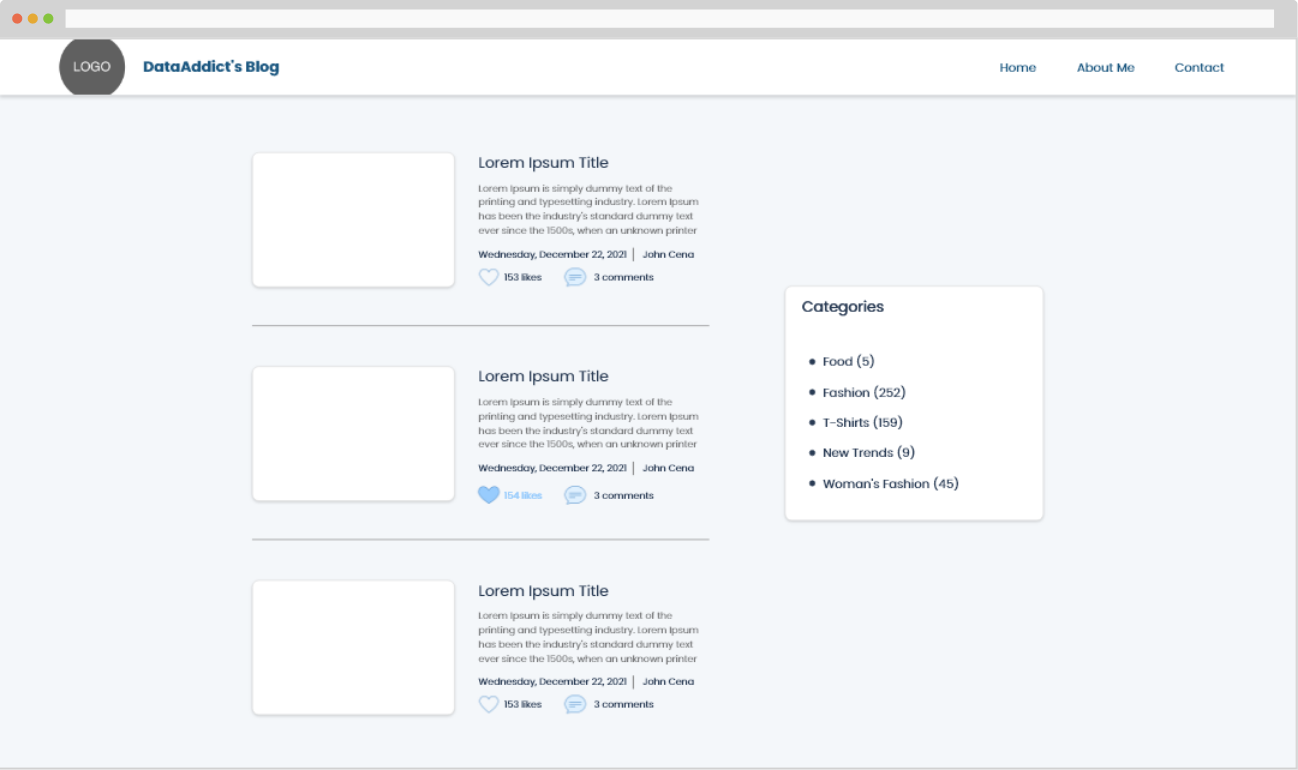 LOGO
DataAddict's Blog
Home
About Me
Contact
Lorem Ipsum Title
Lorem Ipsum is simply dummy text of the
printing and typesetting industry. Lorem Ipsum
has been the industry's standard dummy text
ever since the 1500s, when an unknown printer
Wednesday, December 22, 2021 | John Cena
153 likes
3 comments
Lorem Ipsum Title
Lorem Ipsum is simply dummy text of the
printing and typesetting industry. Lorem Ipsum
has been the industry's standard dummy text
ever since the 1500s, when an unknown printer
Wednesday, December 22, 2021 | John Cena
154 likes
3 comments
Lorem Ipsum Title
Lorem Ipsum is simply dummy text of the
printing and typesetting industry. Lorem Ipsum
has been the industry's standard dummy text
ever since the 1500s, when an unknown printer
Wednesday, December 22, 2021 | John Cena
153 likes
3 comments
Categories
Food (5)
Fashion (252)
T-Shirts (159)
New Trends (9)
Woman's Fashion (45)